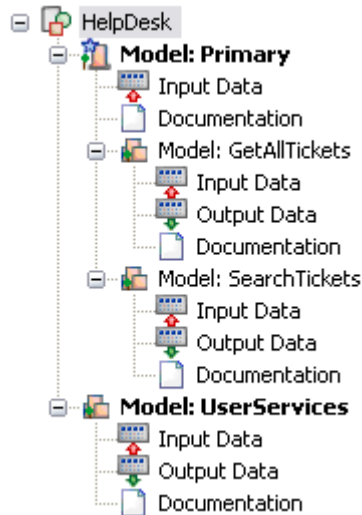 HelpDesk
Model: Primary
Input Data
Documentation
Model: GetAllTickets
Input Data
Output Data
Documentation
Model: SearchTickets
Input Data
Output Data
Documentation
Model: UserServices
Input Data
Output Data
Documentation